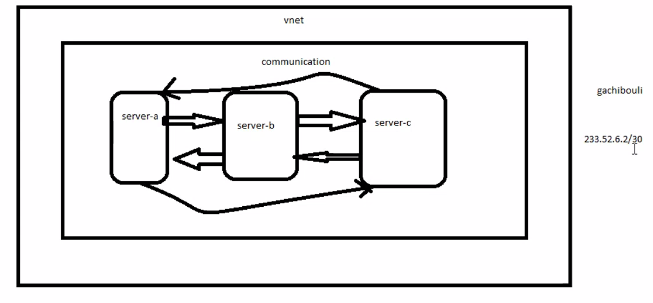 vnet
communication
gachibouli
server-a
server-b
server-c
233.52.6.2/30